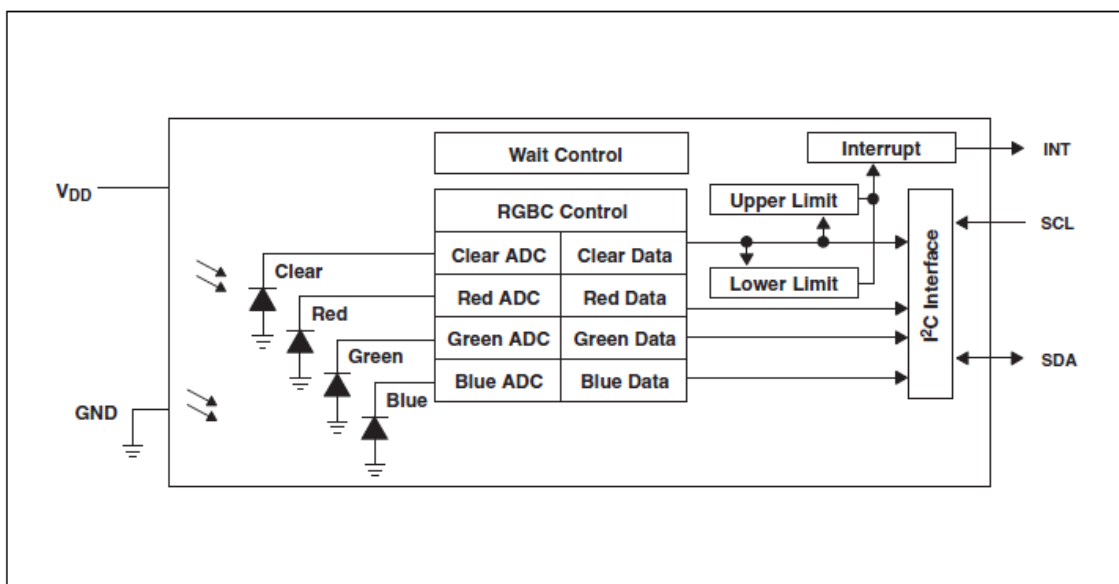 Wait Control
Interrupt
INT
V_DD
RGBC Control
Upper Limit
SCL
Clear
Clear ADC
Clear Data
Lower Limit
Red
Red ADC
Red Data
I²C Interface
Green
Green ADC
Green Data
SDA
Blue
Blue ADC
Blue Data
GND